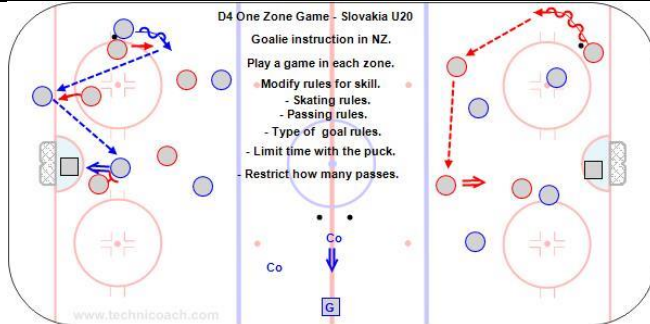 D4 One Zone Game - Slovakia U20
Goalie instruction in NZ.
Play a game in each zone.
Modify rules for skill.
- Skating rules.
- Passing rules.
- Type of goal rules.
- Limit time with the puck.
- Restrict how many passes.
Co
Co
G
www.technicoach.com